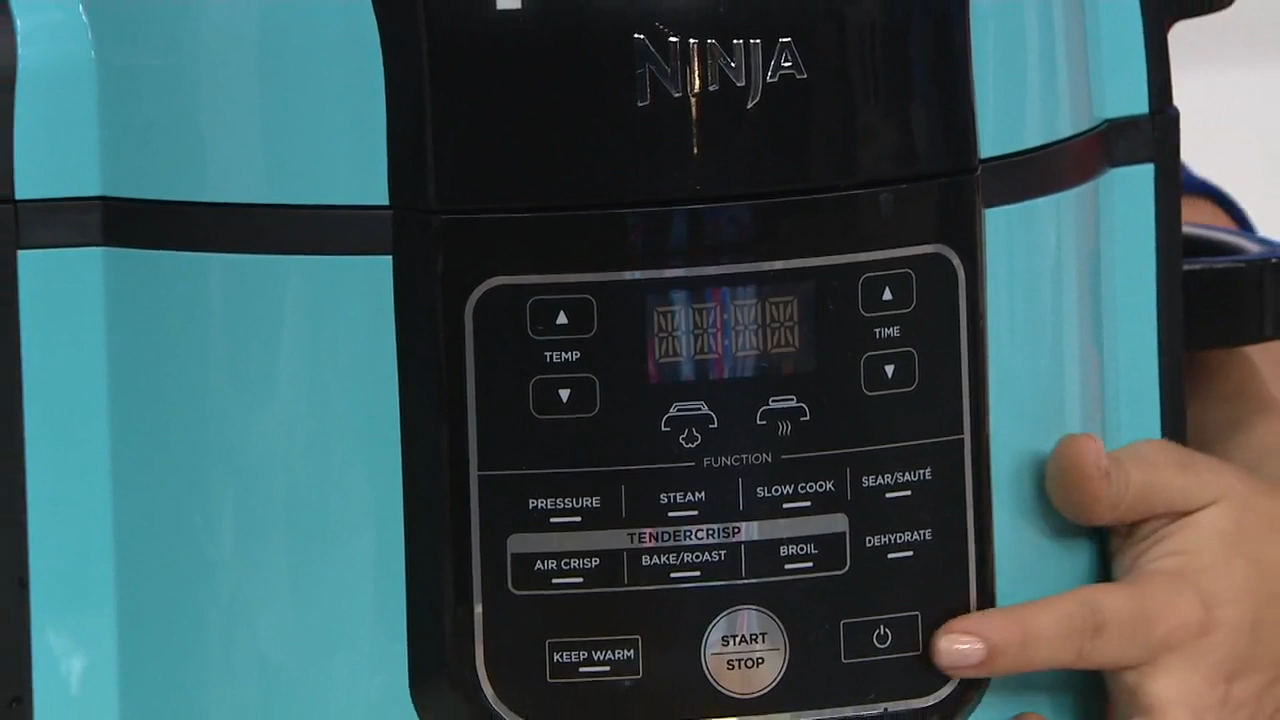 NINJA
TEMP
TIME
FUNCTION
PRESSURE
STEAM
SLOW COOK
SEAR/SAUTÉ
TENDERCRISP
AIR CRISP
BAKE/ROAST
BROIL
DEHYDRATE
KEEP WARM
START
STOP